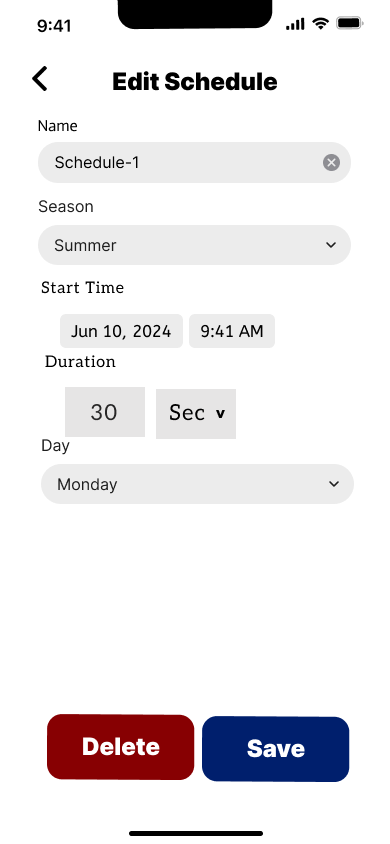 9:41
Edit Schedule
Name
Schedule-1
Season
Summer
Start Time
Jun 10, 2024 9:41 AM
Duration
30 Sec v
Day
Monday
Delete Save